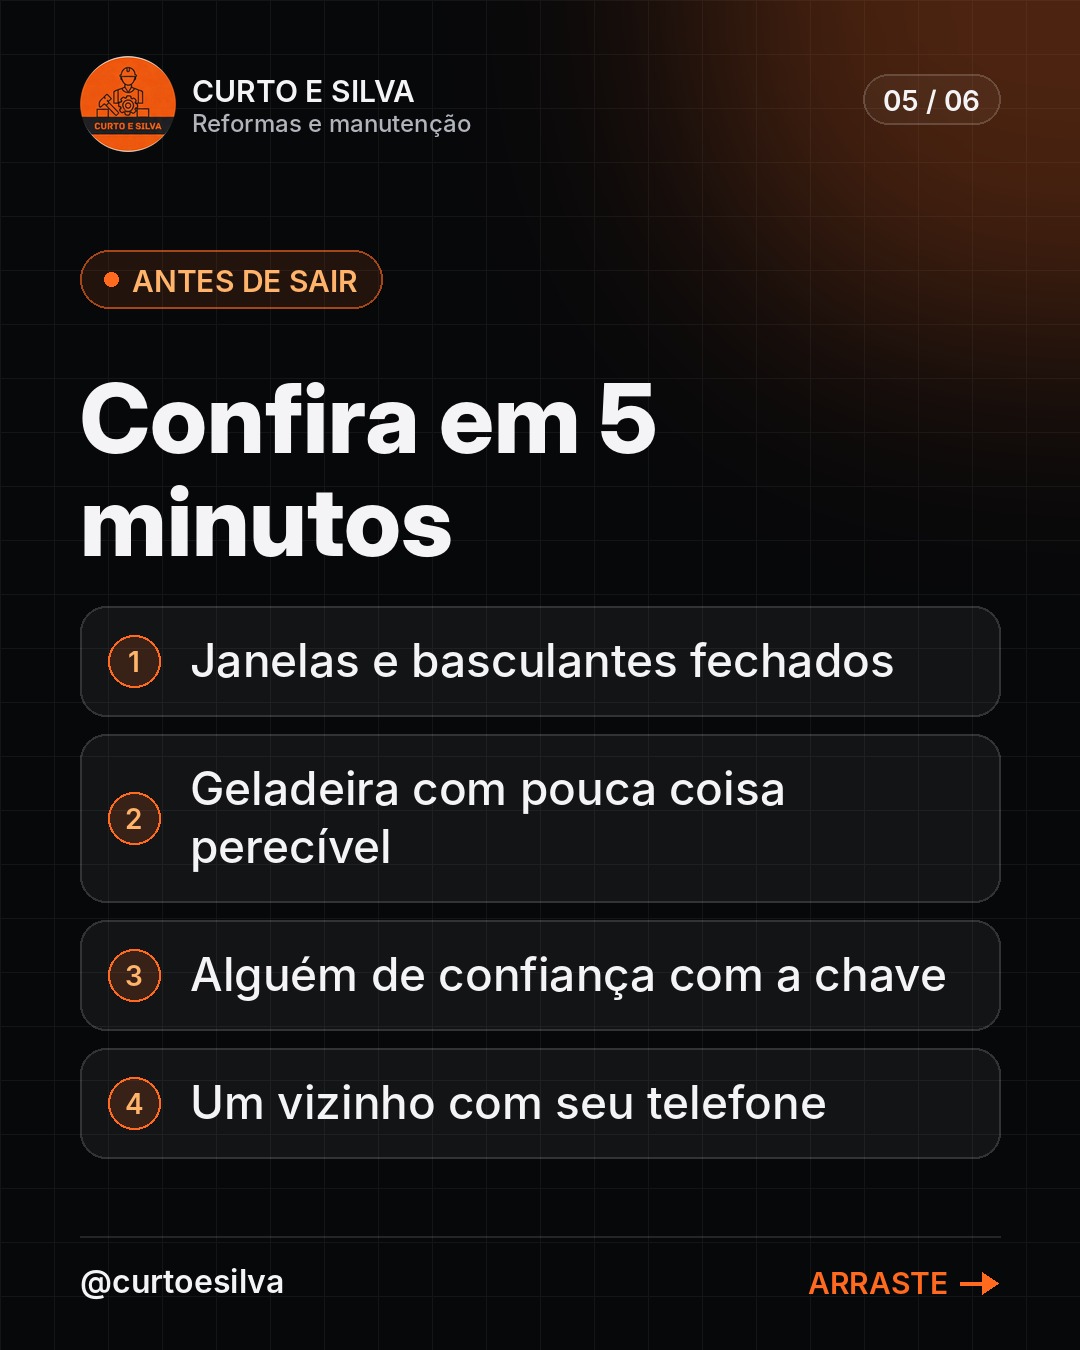 CURTO E SILVA
CURTO E SILVA
Reformas e manutenção
05 / 06
ANTES DE SAIR
Confira em 5
minutos
1 Janelas e basculantes fechados
2 Geladeira com pouca coisa
perecível
3 Alguém de confiança com a chave
4 Um vizinho com seu telefone
@curtoesilva
ARRASTE